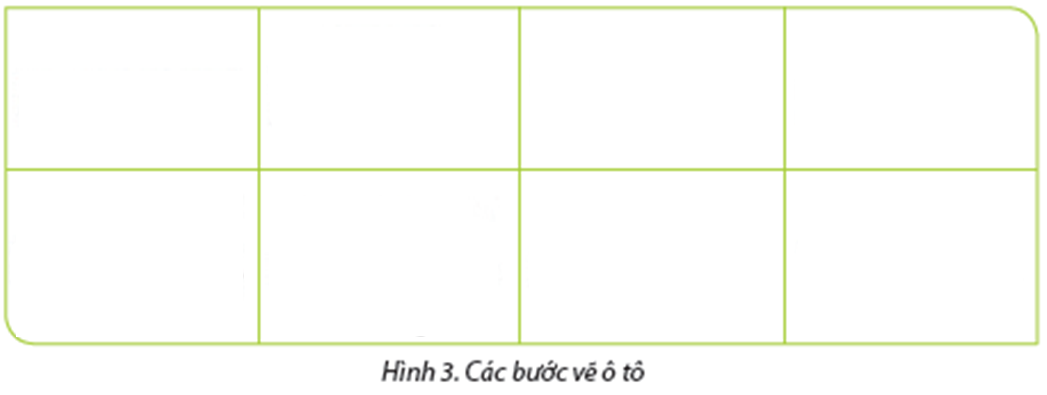 Hình 3. Các bước vẽ ô tô